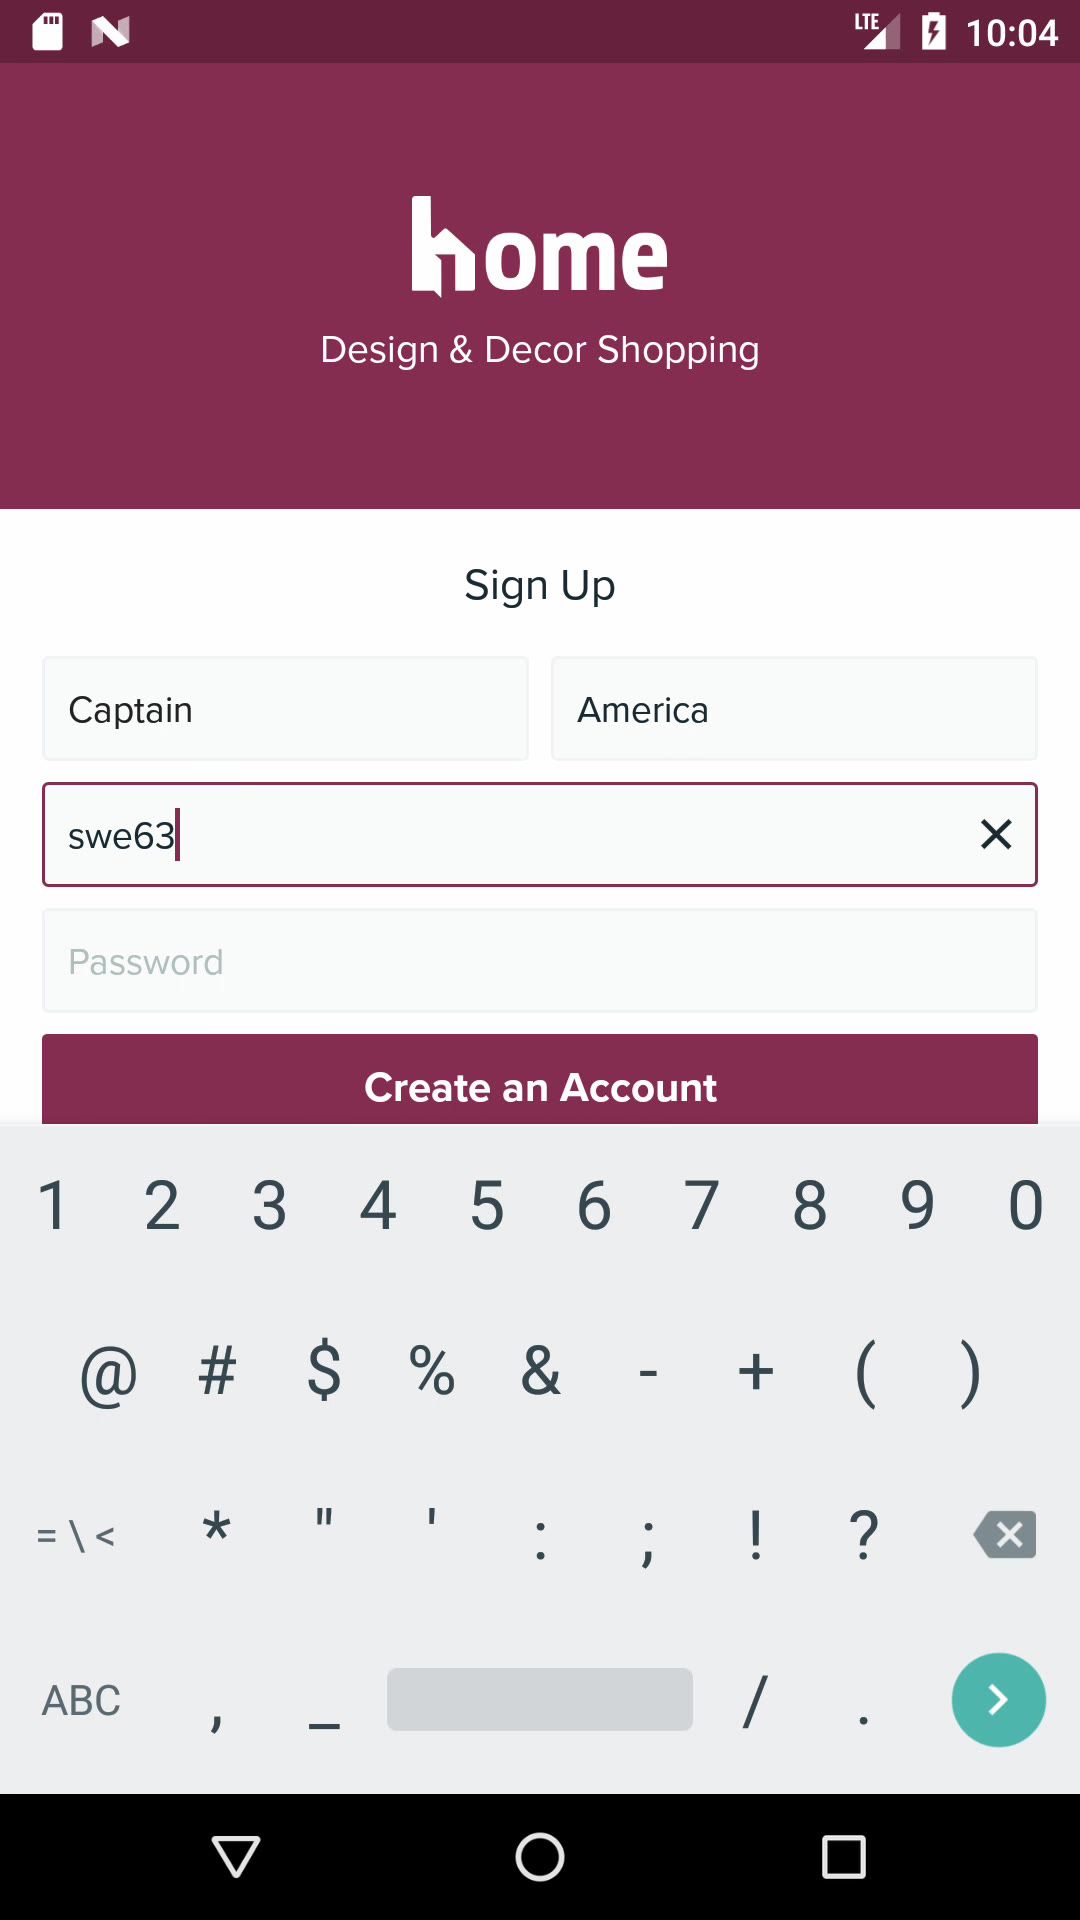 LTE 10:04
home
Design & Decor Shopping
Sign Up
Captain America
swe63
Password
Create an Account
1 2 3 4 5 6 7 8 9 0
@ # $ % & - + ( )
= \ < * " ' : ; ! ?
ABC , _ / .